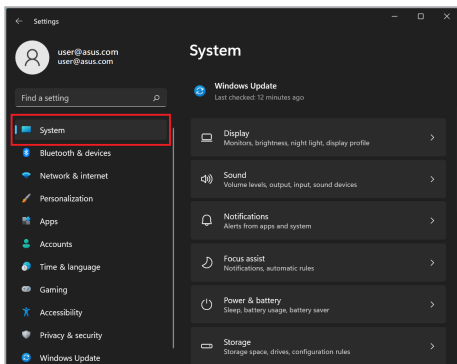 Settings
user@asus.com
user@asus.com
Find a setting
System
Bluetooth & devices
Network & internet
Personalization
Apps
Accounts
Time & language
Gaming
Accessibility
Privacy & security
Windows Update
System
Windows Update
Last checked: 12 minutes ago
Display
Monitors, brightness, night light, display profile
Sound
Volume levels, output, input, sound devices
Notifications
Alerts from apps and system
Focus assist
Notifications, automatic rules
Power & battery
Sleep, battery usage, battery saver
Storage
Storage space, drives, configuration rules